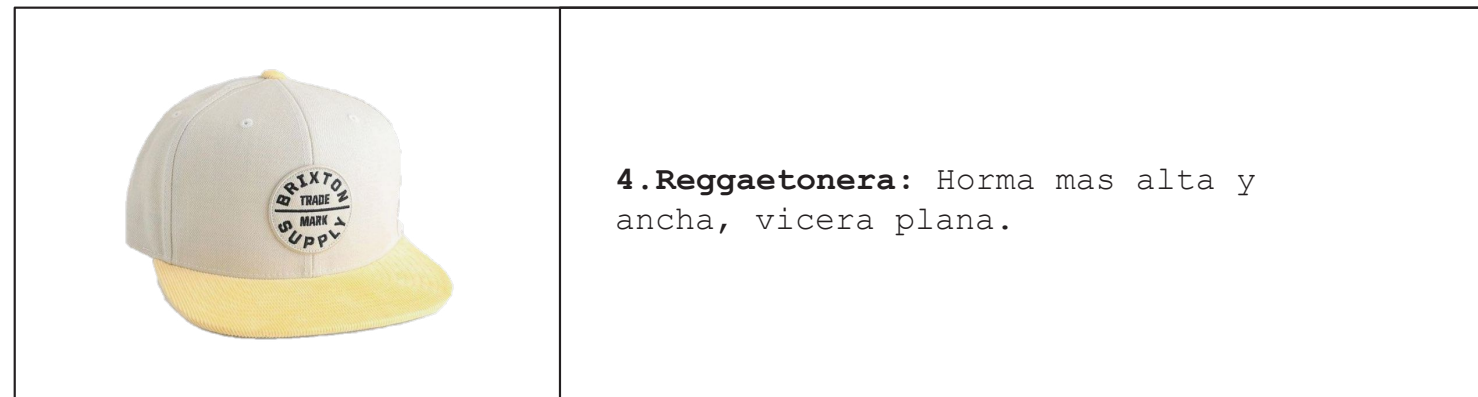 BRIXTON
TRADE
MARK
SUPPLY
4.Reggaetonera: Horma mas alta y
ancha, vicera plana.